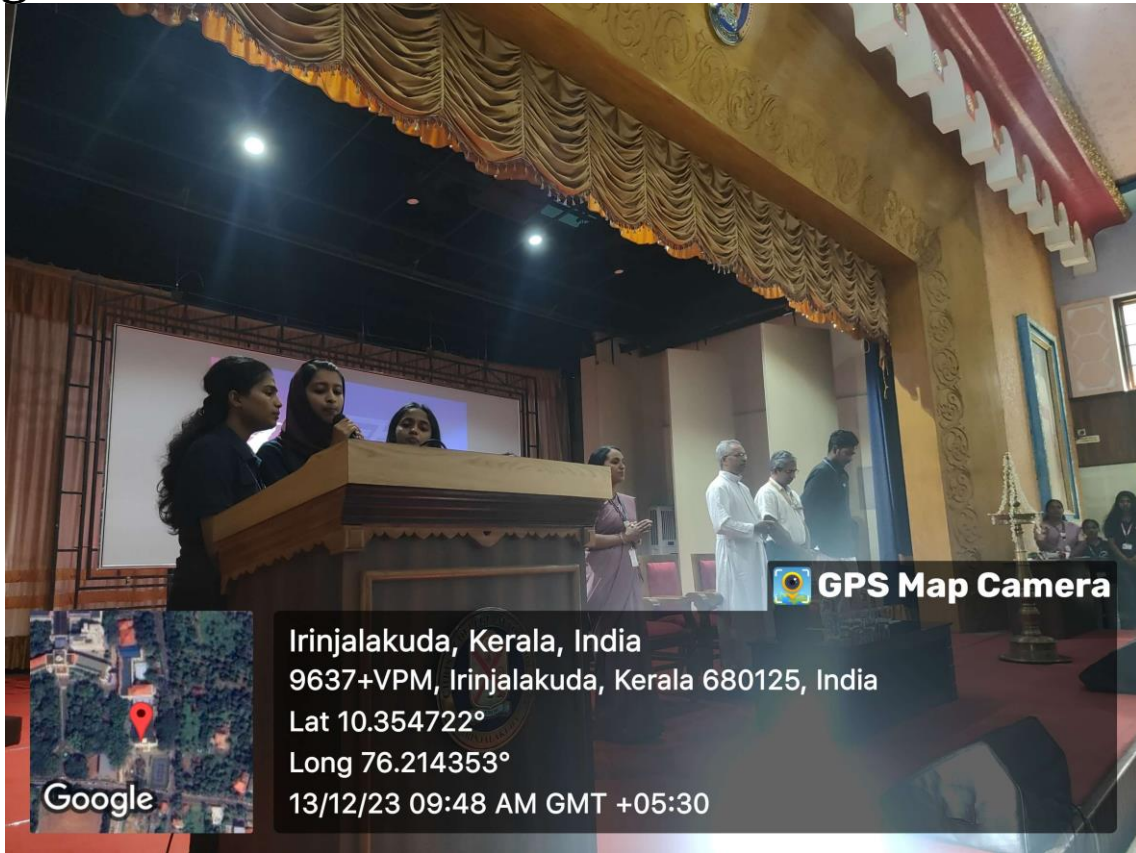 GPS Map Camera
Irinjalakuda, Kerala, India
9637+VPM, Irinjalakuda, Kerala 680125, India
Lat 10.354722°
Long 76.214353°
13/12/23 09:48 AM GMT +05:30
Google